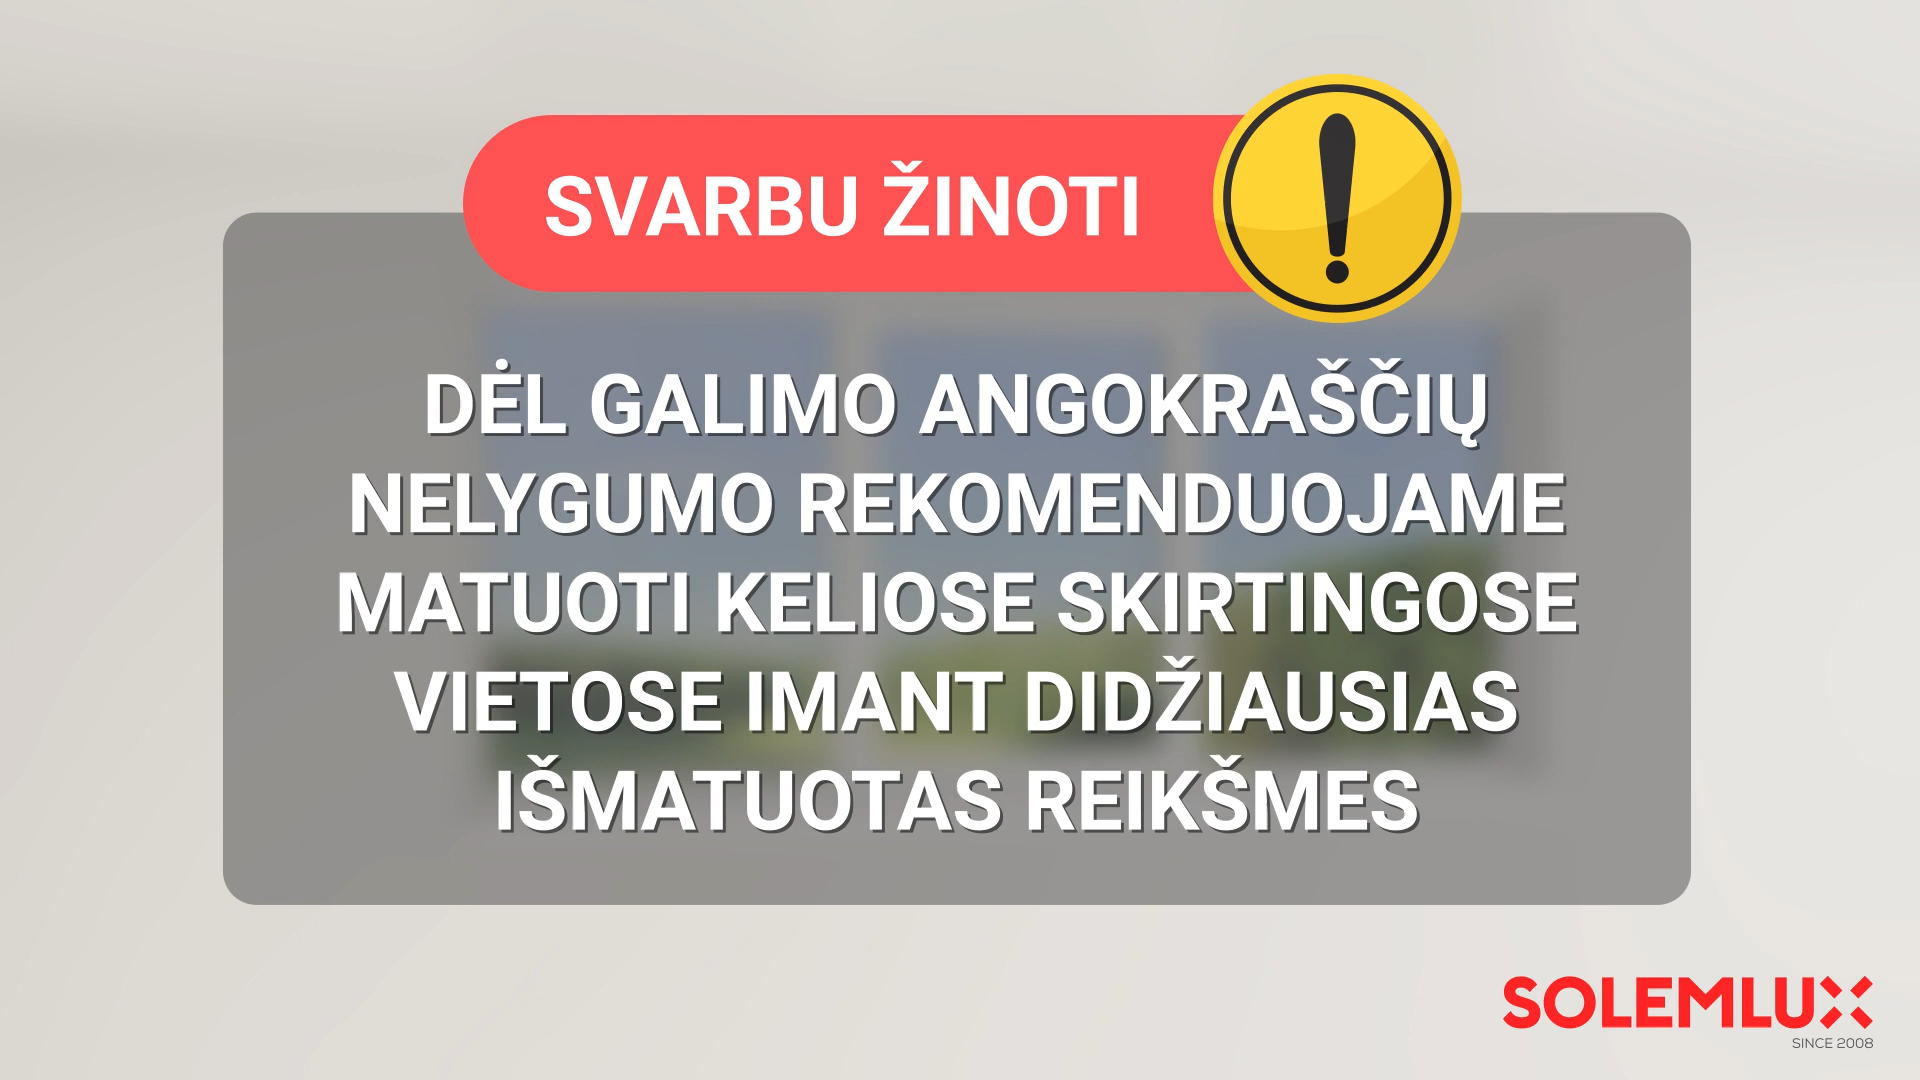 SVARBU ŽINOTI
DĖL GALIMO ANGOKRAŠČIŲ
NELYGUMO REKOMENDUOJAME
MATUOTI KELIOSE SKIRTINGOSE
VIETOSE IMANT DIDŽIAUSIAS
IŠMATUOTAS REIKŠMES
SOLEMLUX
SINCE 2008